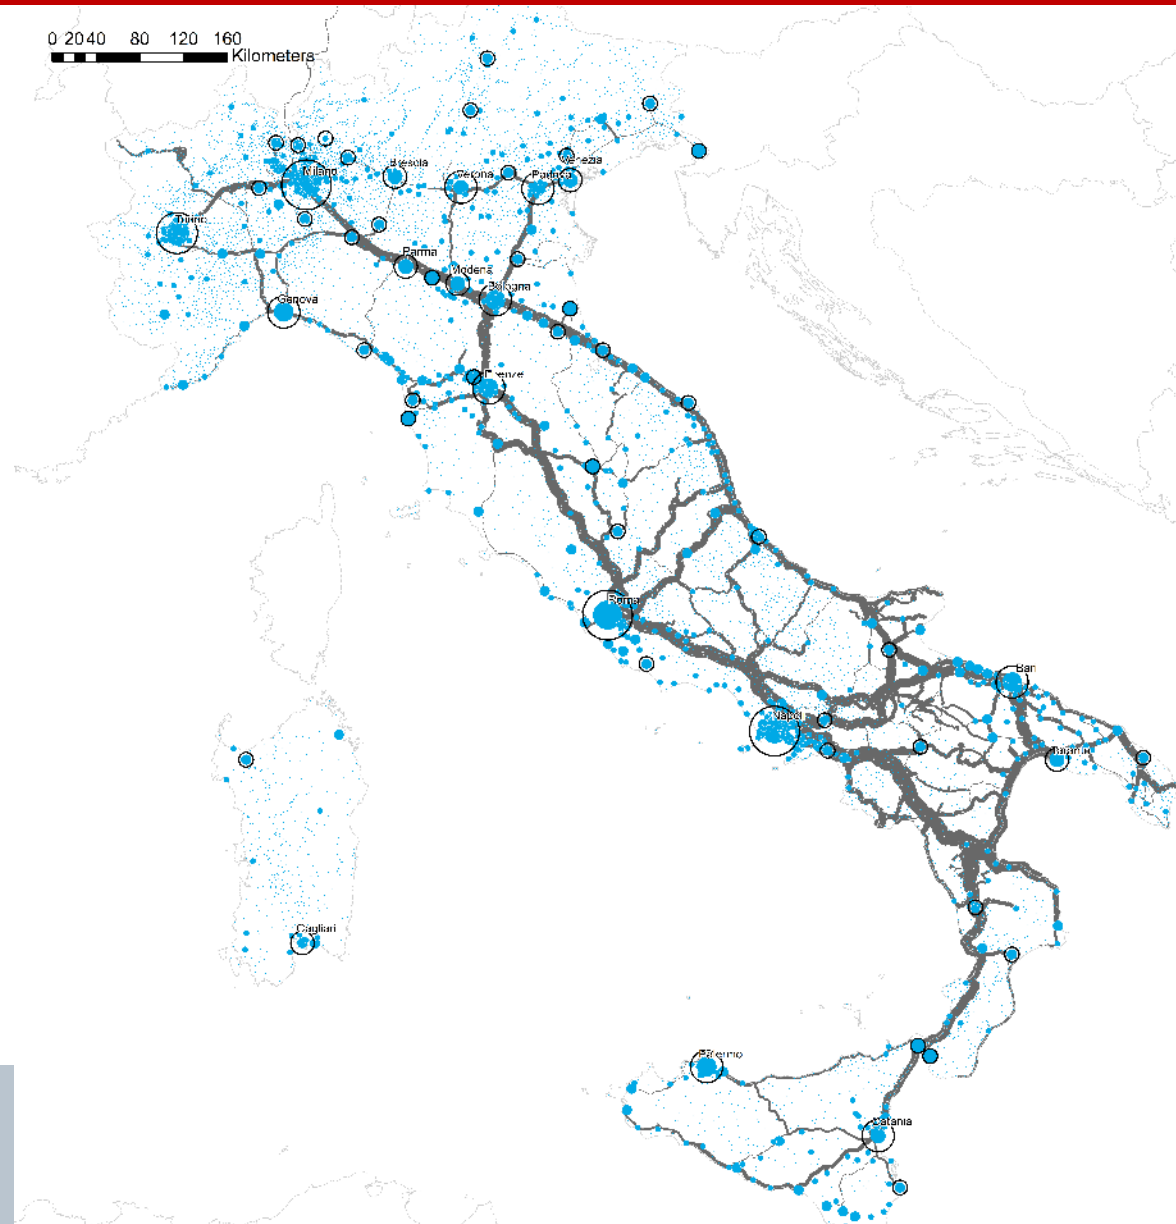 0 20 40 80 120 160
Kilometers
Milano
Brescia
Verona
Padova
Venezia
Torino
Parma
Modena
Bologna
Genova
Firenze
Roma
Napoli
Bari
Taranto
Cagliari
Palermo
Catania